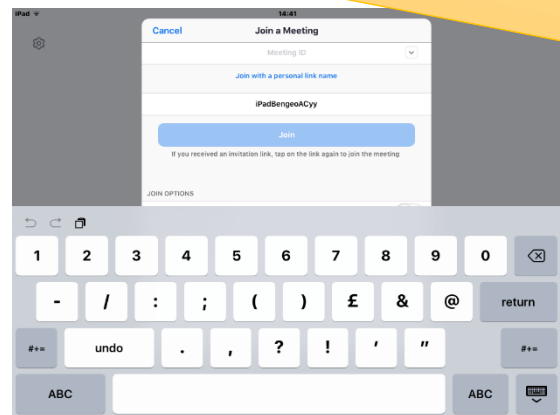 iPad 14:41
Cancel Join a Meeting
Meeting ID
Join with a personal link name
iPadBengeoACyy
Join
If you received an invitation link, tap on the link again to join the meeting
JOIN OPTIONS
1 2 3 4 5 6 7 8 9 0
- / : ; ( ) £ & @ return
#+= undo . , ? ! ' " #+=
ABC ABC